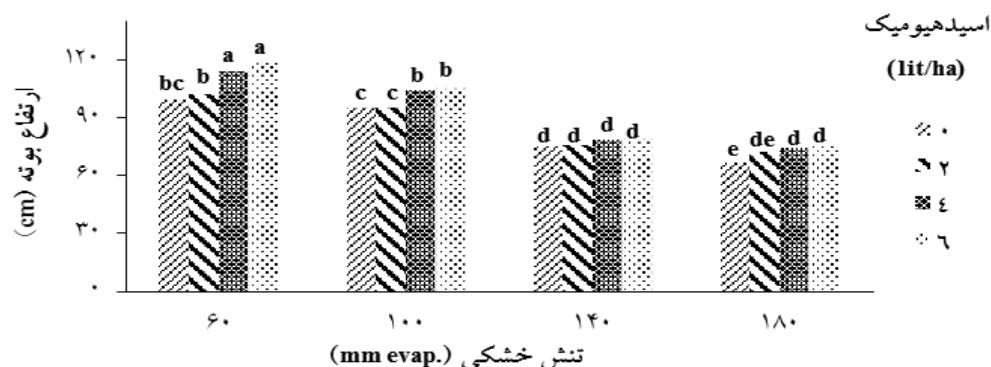 اسیدهیومیک
(lit/ha)
۰
۲
٤
٦
ارتفاع بوته (cm)
۱۲۰
۹۰
۶۰
۳۰
۰
bc b a a
c c b b
d d d d
e de d d
۶۰ ۱۰۰ ۱۴۰ ۱۸۰
تنش خشکی (mm evap.)